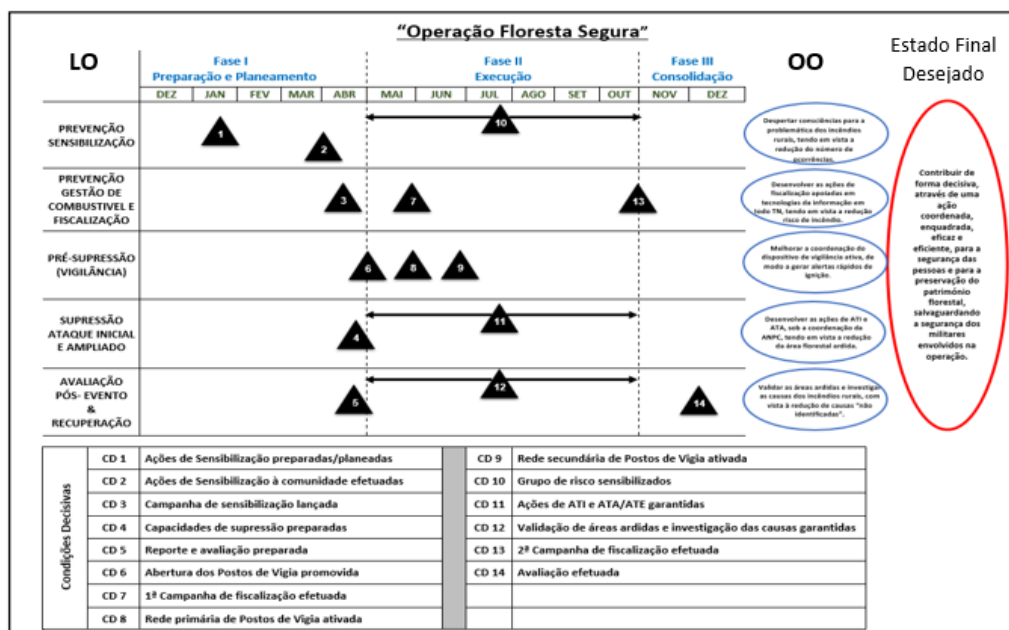 “Operação Floresta Segura”
LO
Fase I
Preparação e Planeamento
Fase II
Execução
Fase III
Consolidação
OO
Estado Final
Desejado
DEZ JAN FEV MAR ABR MAI JUN JUL AGO SET OUT NOV DEZ
PREVENÇÃO
SENSIBILIZAÇÃO
1
2
10
Despertar consciências para a
problemática dos incêndios
rurais, tendo em vista a
redução do número de
ocorrências.
PREVENÇÃO
GESTÃO DE
COMBUSTIVEL E
FISCALIZAÇÃO
3
7
13
Desenvolver as ações de
fiscalização apoiadas em
tecnologias de informação em
todo TN, tendo em vista a redução
risco de incêndio.
PRÉ-SUPRESSÃO
(VIGILÂNCIA)
6
8
9
Melhorar a coordenação do
dispositivo de vigilância ativa, de
modo a gerar alertas rápidos de
ignição.
SUPRESSÃO
ATAQUE INICIAL
E AMPLIADO
4
11
Desenvolver as ações de ATI e
ATA, sob a coordenação da
ANPC, tendo em vista a redução
da área florestal ardida.
AVALIAÇÃO
PÓS- EVENTO
&
RECUPERAÇÃO
5
12
14
Validar as áreas ardidas e investigar
as causas dos incêndios rurais, com
vista à redução de causas “não
identificadas”.
Contribuir de
forma decisiva,
através de uma
ação
coordenada,
enquadrada,
eficaz e
eficiente, para a
segurança das
pessoas e para a
preservação do
património
florestal,
salvaguardando
a segurança dos
militares
envolvidos na
operação.
Condições Decisivas
CD 1 Ações de Sensibilização preparadas/planeadas
CD 2 Ações de Sensibilização à comunidade efetuadas
CD 3 Campanha de sensibilização lançada
CD 4 Capacidades de supressão preparadas
CD 5 Reporte e avaliação preparada
CD 6 Abertura dos Postos de Vigia promovida
CD 7 1ª Campanha de fiscalização efetuada
CD 8 Rede primária de Postos de Vigia ativada
CD 9 Rede secundária de Postos de Vigia ativada
CD 10 Grupo de risco sensibilizados
CD 11 Ações de ATI e ATA/ATE garantidas
CD 12 Validação de áreas ardidas e investigação das causas garantidas
CD 13 2ª Campanha de fiscalização efetuada
CD 14 Avaliação efetuada